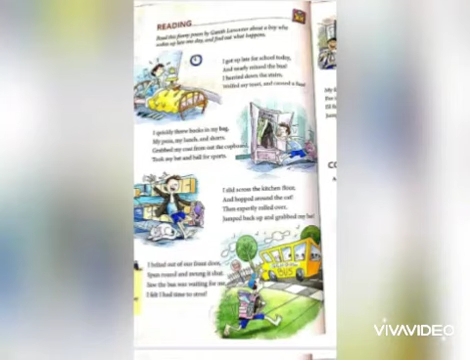 READING
Read this funny poem by Gareth Lancaster about a boy who
wakes up late one day, and find out what happens.
I got up late for school today,
And nearly missed the bus!
I hurried down the stairs,
my toast, and caused a fuss!
I quickly threw books in my bag,
My pens, my lunch, and shorts.
Grabbed my coat from out the cupboard,
Took my bat and ball for sports.
I slid across the kitchen floor,
And hopped around the cat!
Then expertly rolled over,
Jumped back up and grabbed my hat
I bolted out of our front door,
Spun round and swung it shut.
Saw the bus was waiting for me,
I felt I had time to strut!
BUS
VIVAVIDEO